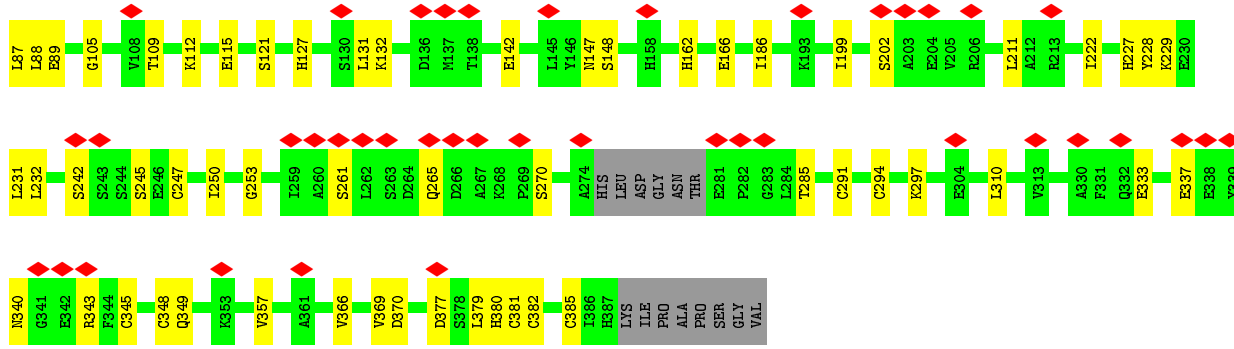 L87 L88 E89 G105 V108 T109 K112 E115 S121 H127 S130 L131 K132 D136 M137 T138 E142 L145 Y146 N147 S148 H158 H162 E166 I186 K193 I199 S202 A203 E204 V205 R206 L211 A212 R213 I222 H227 Y228 K229 E230
L231 L232 S242 S243 S244 S245 E246 C247 I250 G253 I259 A260 S261 L262 S263 D264 Q265 D266 A267 K268 P269 S270 A274 HIS LEU ASP GLY ASN THR E281 P282 G283 L284 T285 C291 C294 K297 E304 L310 V313 A330 F331 Q332 E333 E337 E338 Y339
N340 G341 E342 R343 F344 C345 C348 Q349 K353 V357 A361 V366 V369 D370 D377 S378 L379 H380 C381 C382 C385 I386 H387 LYS ILE PRO ALA PRO SER GLY VAL